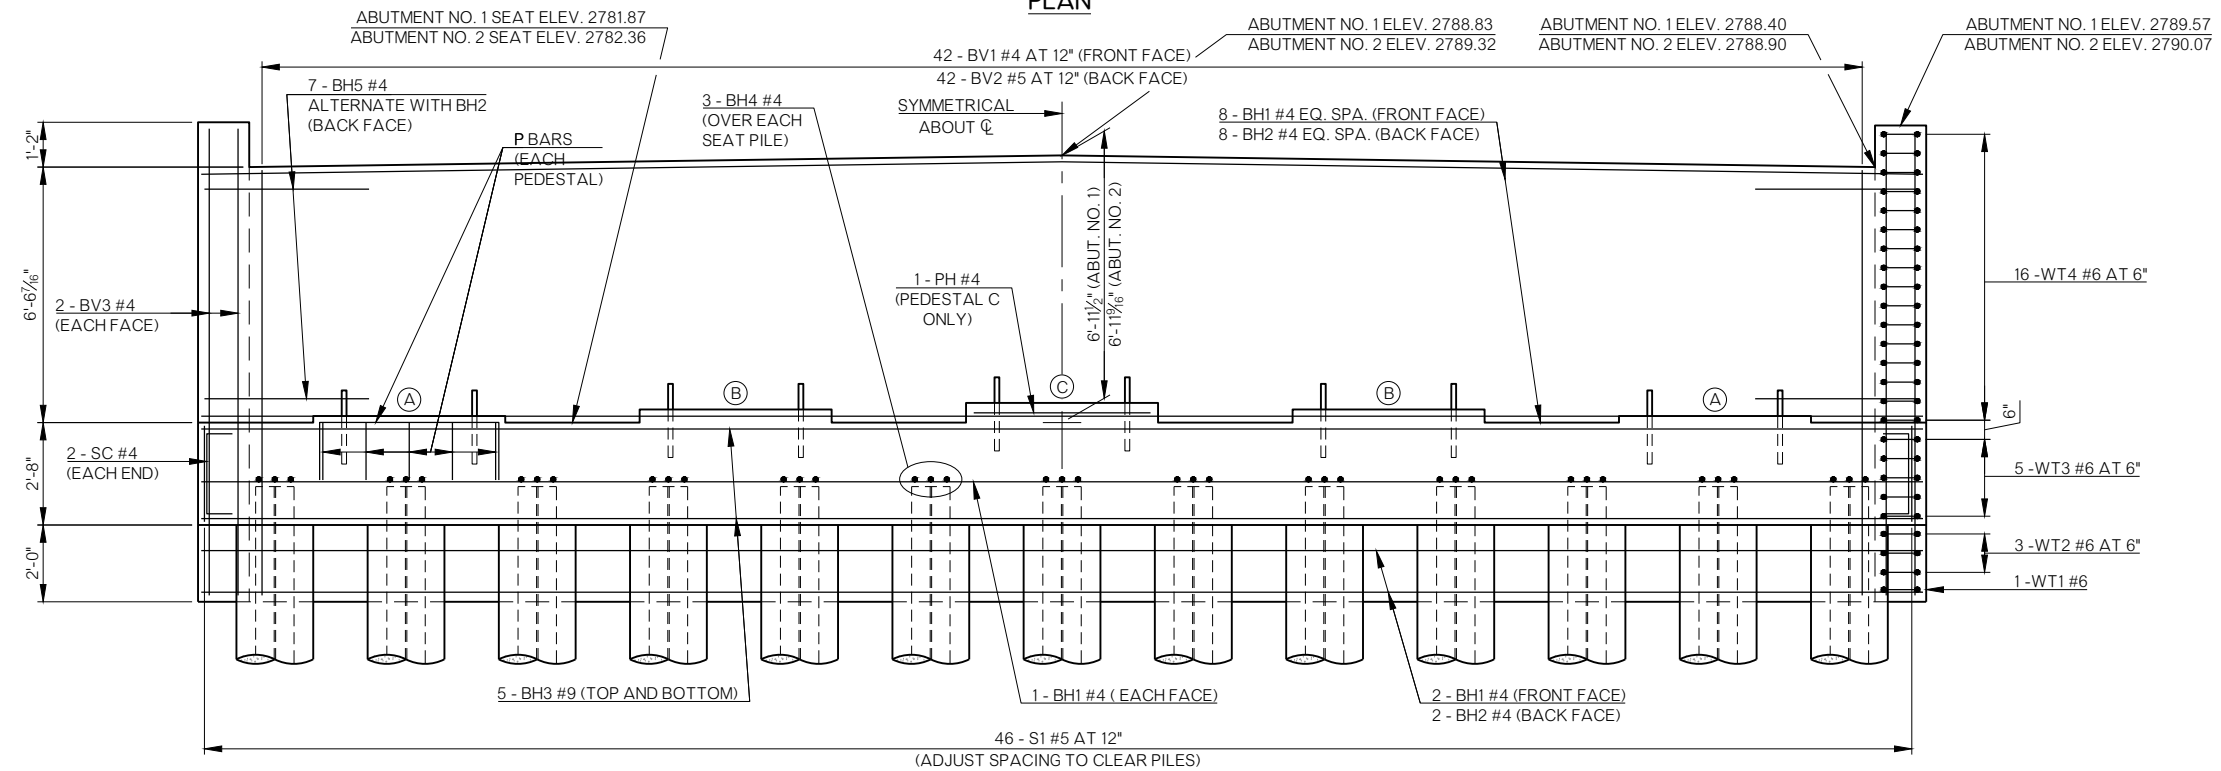 PLAN
ABUTMENT NO. 1 SEAT ELEV. 2781.87
ABUTMENT NO. 2 SEAT ELEV. 2782.36
ABUTMENT NO. 1 ELEV. 2788.83
ABUTMENT NO. 2 ELEV. 2789.32
ABUTMENT NO. 1 ELEV. 2788.40
ABUTMENT NO. 2 ELEV. 2788.90
ABUTMENT NO. 1 ELEV. 2789.57
ABUTMENT NO. 2 ELEV. 2790.07
42 - BV1 #4 AT 12" (FRONT FACE)
42 - BV2 #5 AT 12" (BACK FACE)
7 - BH5 #4
ALTERNATE WITH BH2
(BACK FACE)
3 - BH4 #4
(OVER EACH
SEAT PILE)
SYMMETRICAL
ABOUT ℄
8 - BH1 #4 EQ. SPA. (FRONT FACE)
8 - BH2 #4 EQ. SPA. (BACK FACE)
P BARS
(EACH
PEDESTAL)
1'-2"
6'-6 7/16"
2'-8"
2'-0"
2 - BV3 #4
(EACH FACE)
1 - PH #4
(PEDESTAL C
ONLY)
6'-11 1/2" (ABUT. NO. 1)
6'-11 9/16" (ABUT. NO. 2)
16 -WT4 #6 AT 6"
A
B
C
B
A
6"
2 - SC #4
(EACH END)
5 -WT3 #6 AT 6"
3 -WT2 #6 AT 6"
1 -WT1 #6
5 - BH3 #9 (TOP AND BOTTOM)
1 - BH1 #4 ( EACH FACE)
2 - BH1 #4 (FRONT FACE)
2 - BH2 #4 (BACK FACE)
46 - S1 #5 AT 12"
(ADJUST SPACING TO CLEAR PILES)